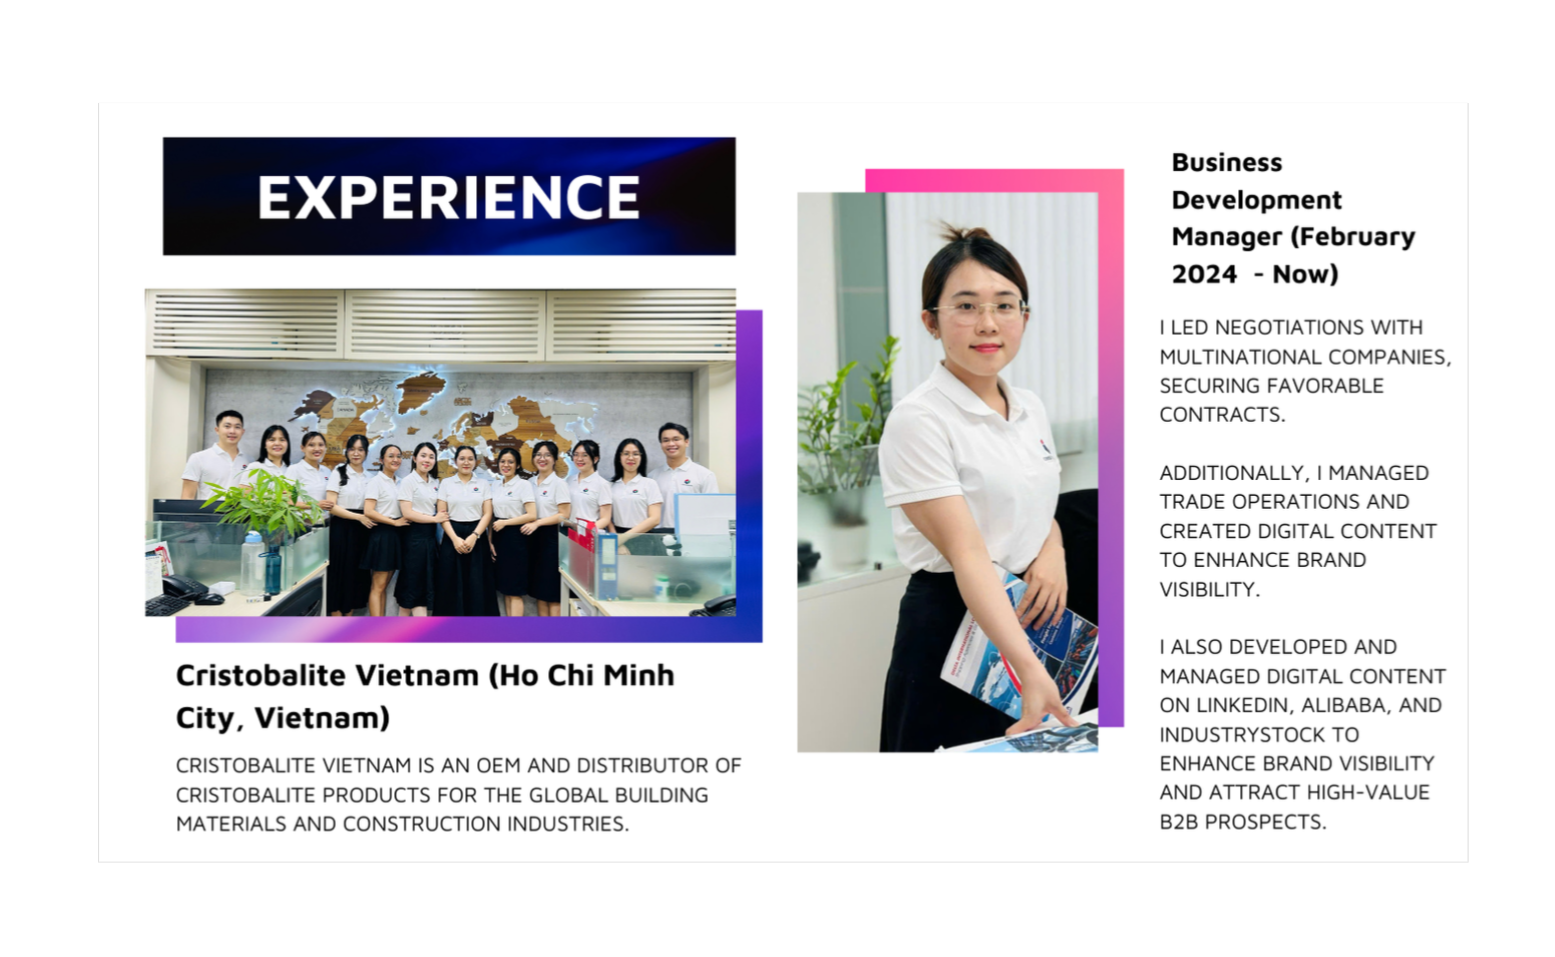 EXPERIENCE
Cristobalite Vietnam (Ho Chi Minh
City, Vietnam)
CRISTOBALITE VIETNAM IS AN OEM AND DISTRIBUTOR OF
CRISTOBALITE PRODUCTS FOR THE GLOBAL BUILDING
MATERIALS AND CONSTRUCTION INDUSTRIES.
Business
Development
Manager (February
2024  - Now)
I LED NEGOTIATIONS WITH
MULTINATIONAL COMPANIES,
SECURING FAVORABLE
CONTRACTS.
ADDITIONALLY, I MANAGED
TRADE OPERATIONS AND
CREATED DIGITAL CONTENT
TO ENHANCE BRAND
VISIBILITY.
I ALSO DEVELOPED AND
MANAGED DIGITAL CONTENT
ON LINKEDIN, ALIBABA, AND
INDUSTRYSTOCK TO
ENHANCE BRAND VISIBILITY
AND ATTRACT HIGH-VALUE
B2B PROSPECTS.